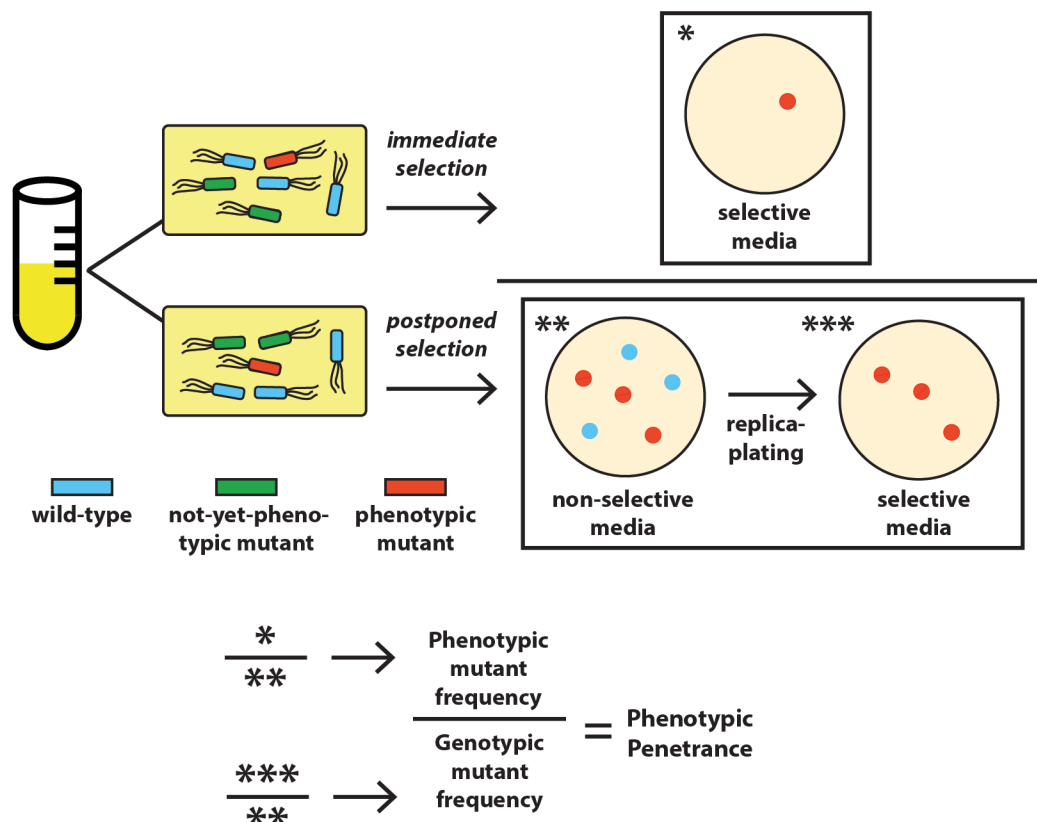 *
immediate
selection
selective
media
postponed
selection
**
***
replica-
plating
non-selective
media
selective
media
wild-type
not-yet-pheno-
typic mutant
phenotypic
mutant
*
**
Phenotypic
mutant
frequency
=
Phenotypic
Penetrance
***
**
Genotypic
mutant
frequency